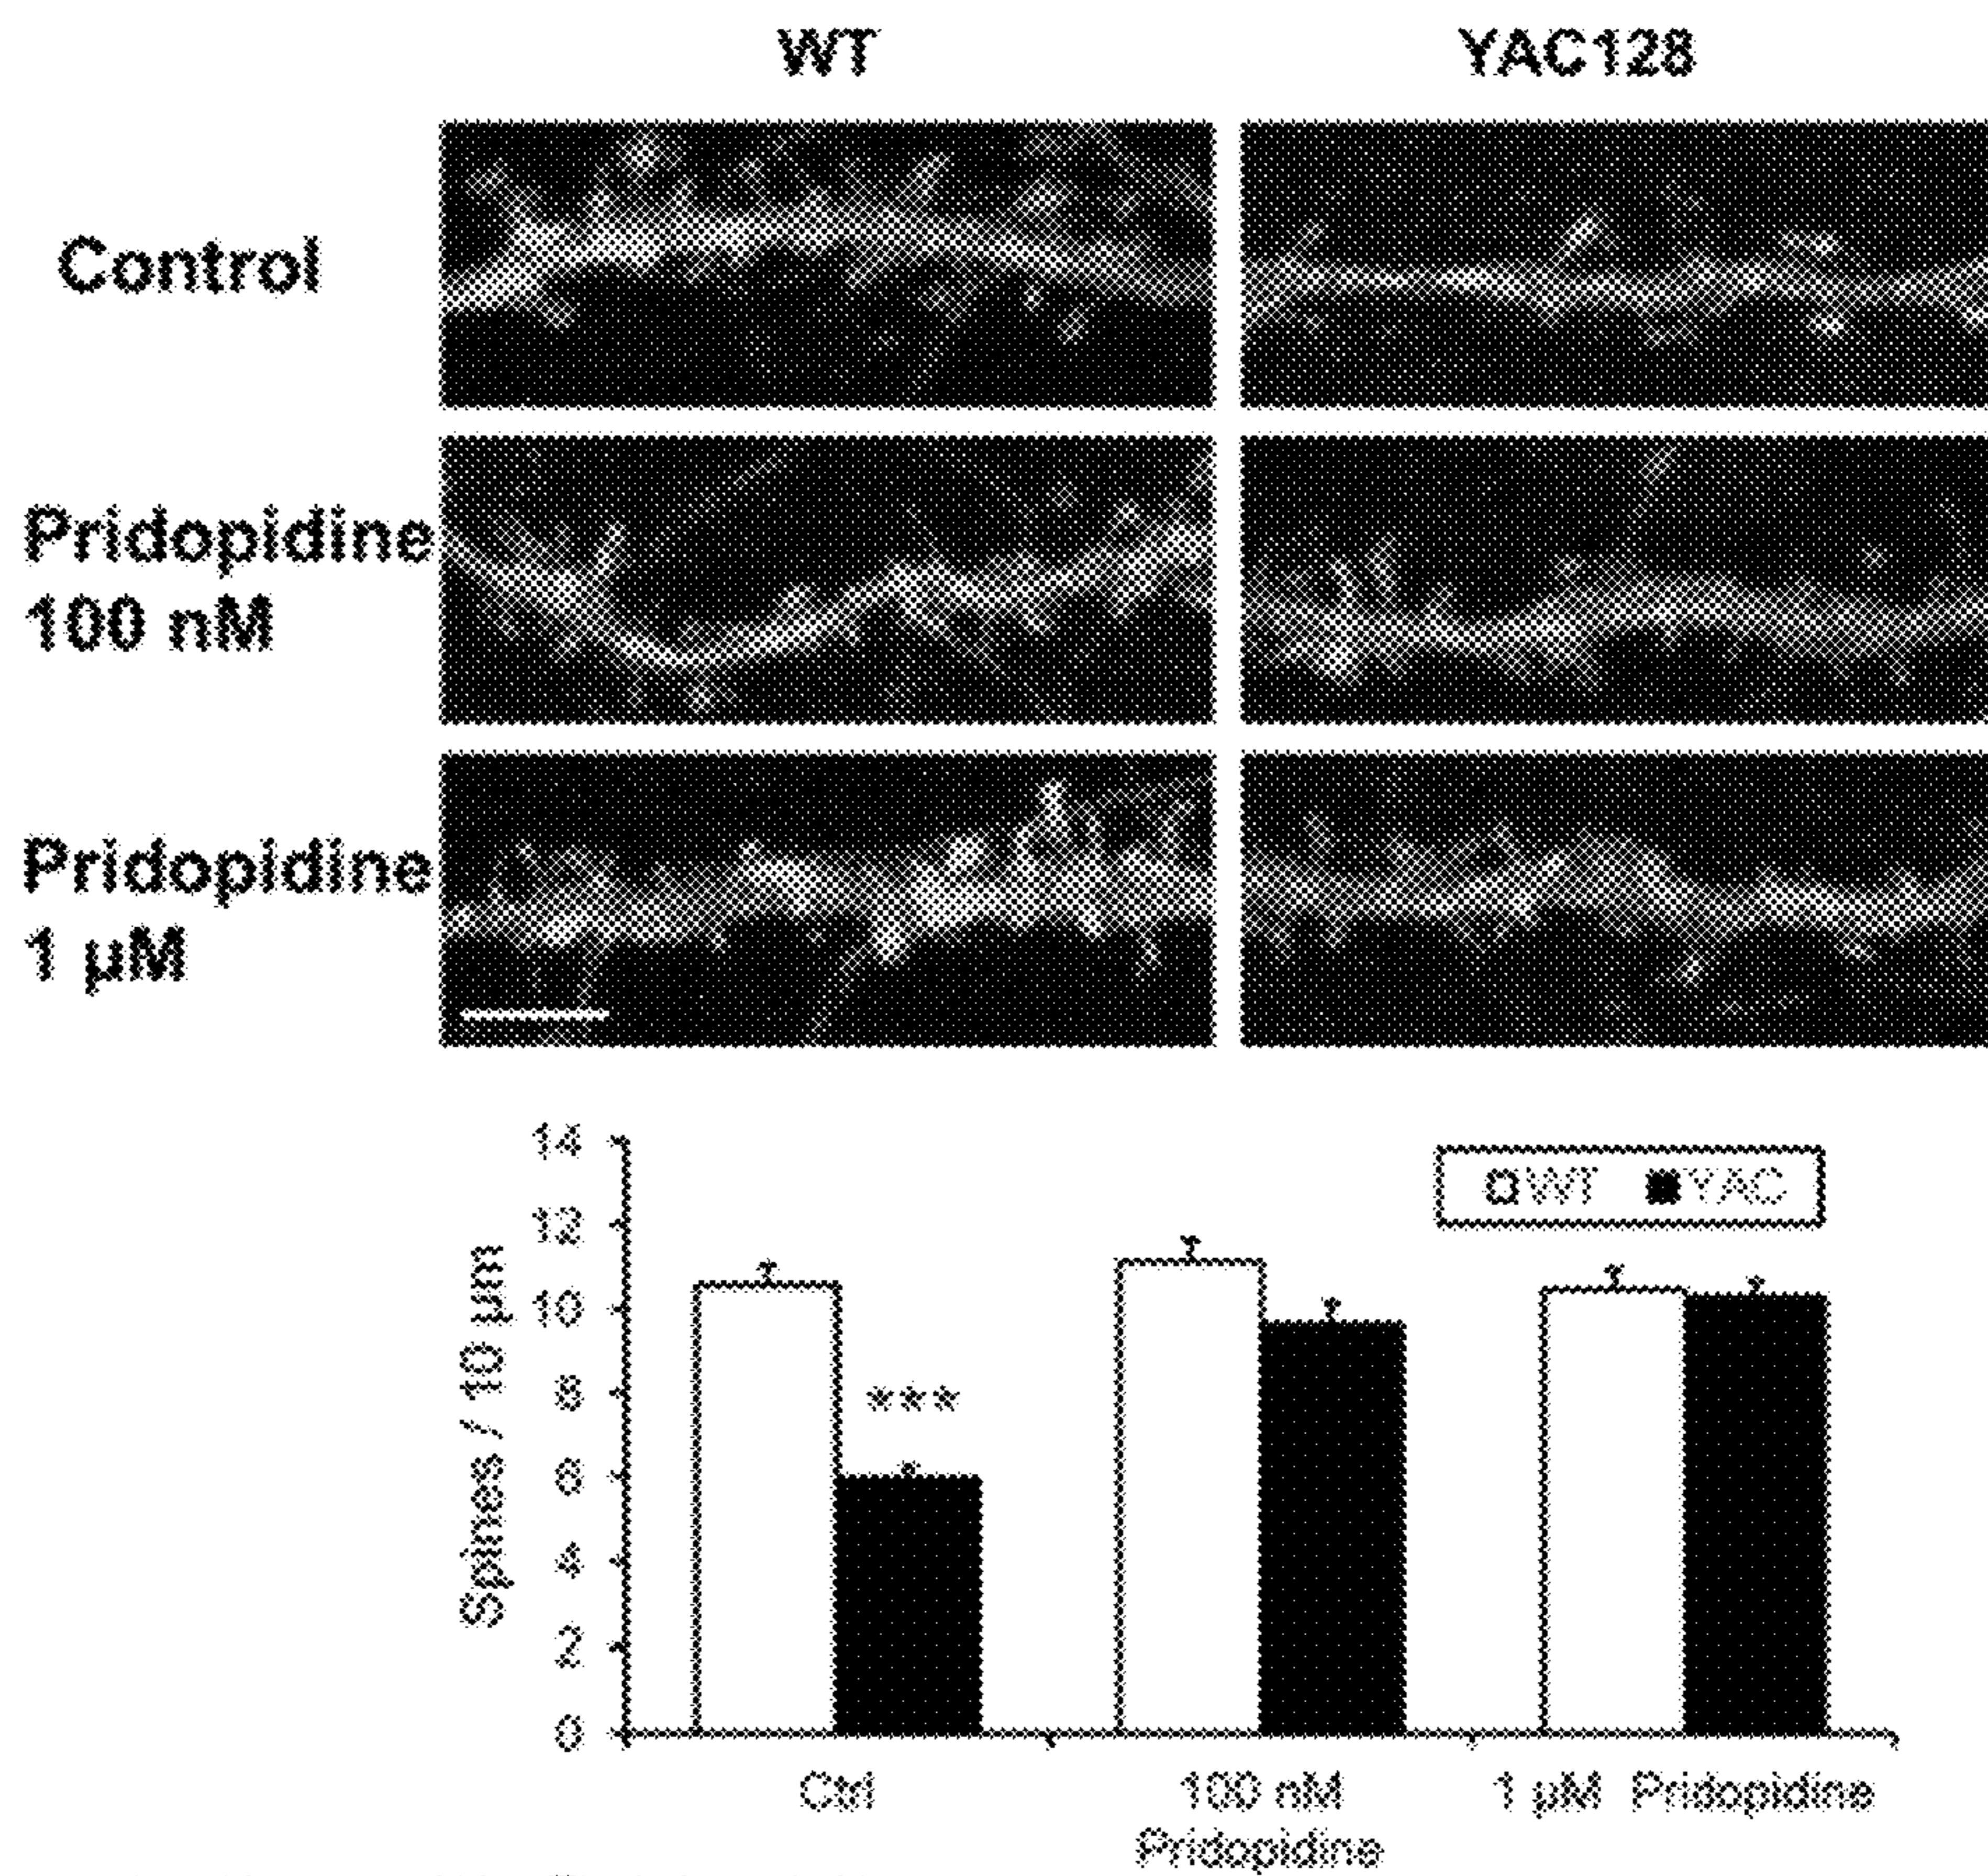 WT YAC128
Control
Pridopidine
100 nM
Pridopidine
1 µM
14
12
10
8
6
4
2
0
Spines / 10 µm
WT YAC
***
Ctrl
100 nM
Pridopidine
1 µM Pridopidine